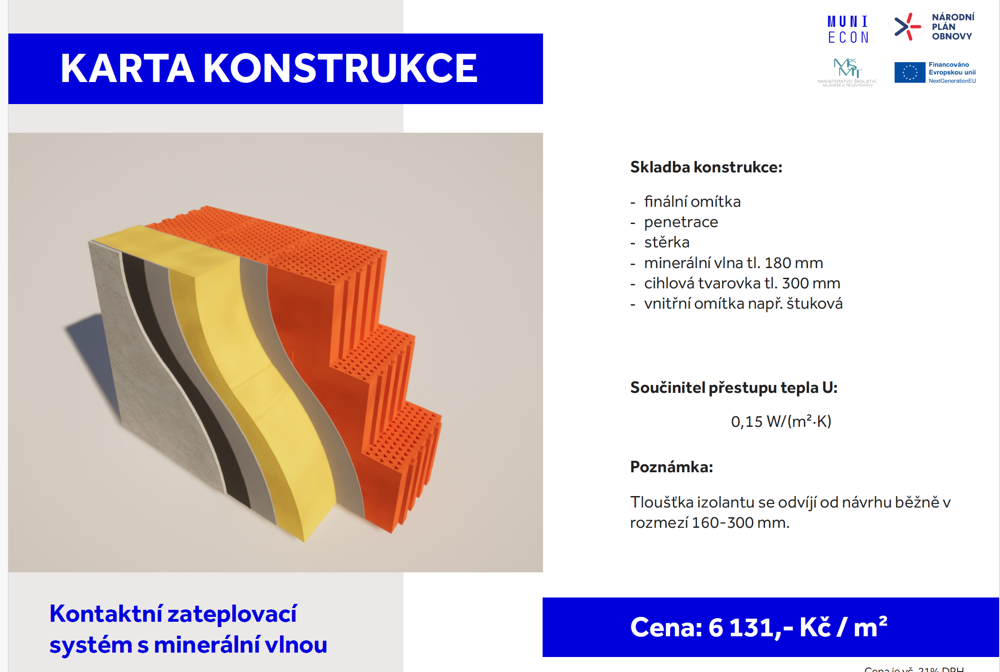 KARTA KONSTRUKCE
MUNI
ECON
NÁRODNÍ
PLÁN
OBNOVY
MŠMT
MINISTERSTVO ŠKOLSTVÍ,
MLÁDEŽE A TĚLOVÝCHOVY
Financováno
Evropskou unií
NextGenerationEU
Skladba konstrukce:
- finální omítka
- penetrace
- stěrka
- minerální vlna tl. 180 mm
- cihlová tvarovka tl. 300 mm
- vnitřní omítka např. štuková
Součinitel přestupu tepla U:
0,15 W/(m²·K)
Poznámka:
Tloušťka izolantu se odvíjí od návrhu běžně v
rozmezí 160-300 mm.
Kontaktní zateplovací
systém s minerální vlnou
Cena: 6 131,- Kč / m²
Cena je vč. 21% DPH